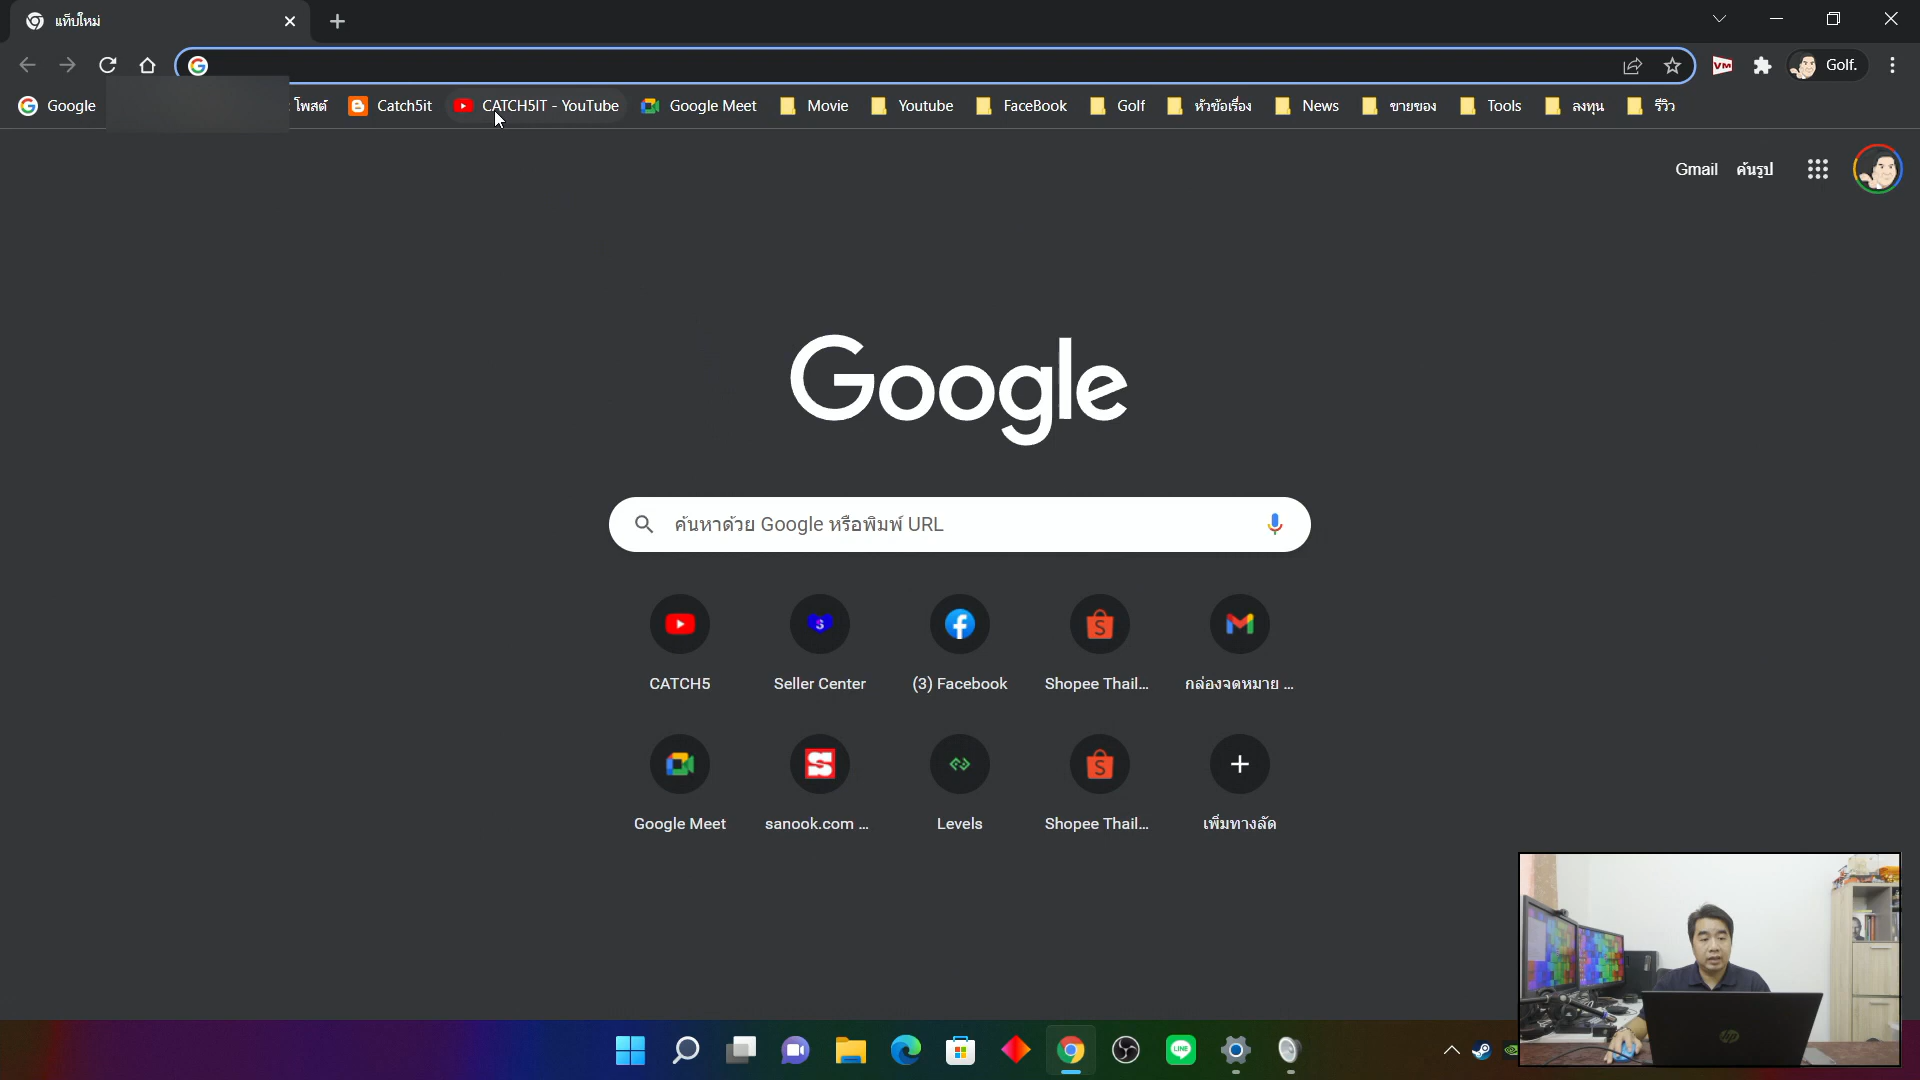 แท็บใหม่
VM
Golf.
Google
โพสต์
Catch5it
CATCH5IT - YouTube
Google Meet
Movie
Youtube
FaceBook
Golf
หัวข้อเรื่อง
News
ขายของ
Tools
ลงทุน
รีวิว
Gmail
ค้นรูป
Google
ค้นหาด้วย Google หรือพิมพ์ URL
CATCH5
Seller Center
(3) Facebook
Shopee Thail...
กล่องจดหมาย ...
Google Meet
sanook.com ...
Levels
Shopee Thail...
เพิ่มทางลัด
LINE
hp